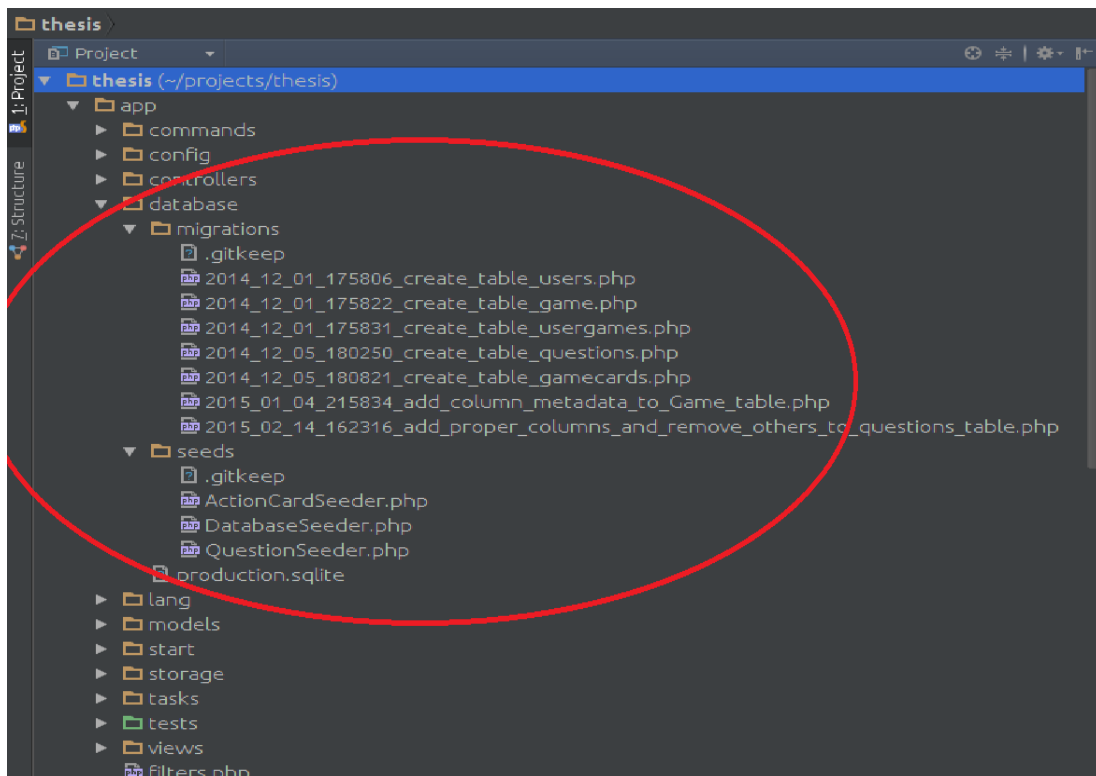 thesis
Project
1: Project
7: Structure
thesis (~/projects/thesis)
app
commands
config
controllers
database
migrations
.gitkeep
2014_12_01_175806_create_table_users.php
2014_12_01_175822_create_table_game.php
2014_12_01_175831_create_table_usergames.php
2014_12_05_180250_create_table_questions.php
2014_12_05_180821_create_table_gamecards.php
2015_01_04_215834_add_column_metadata_to_Game_table.php
2015_02_14_162316_add_proper_columns_and_remove_others_to_questions_table.php
seeds
.gitkeep
ActionCardSeeder.php
DatabaseSeeder.php
QuestionSeeder.php
production.sqlite
lang
models
start
storage
tasks
tests
views
filters.php